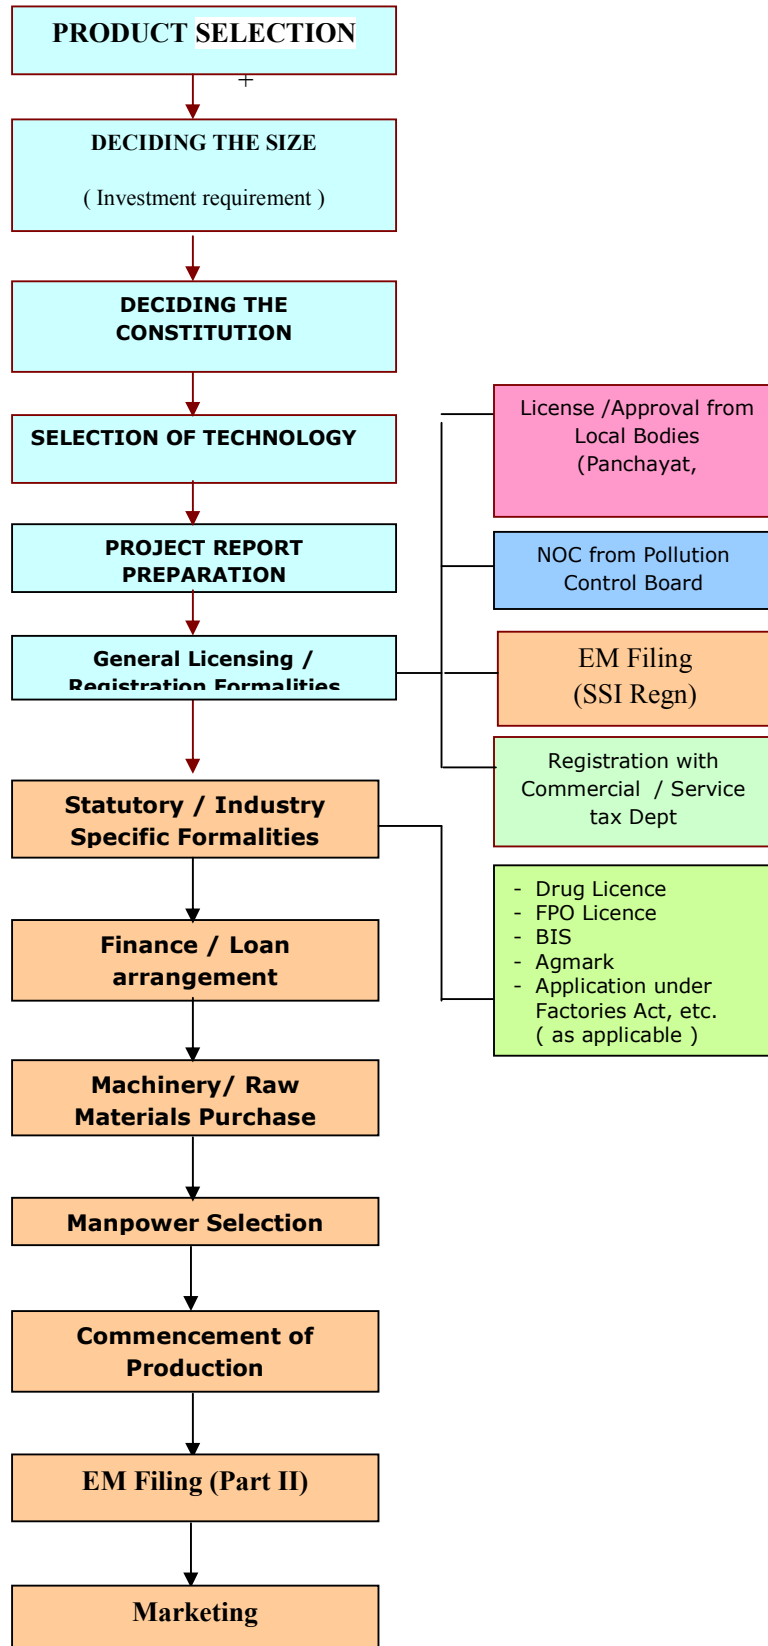 PRODUCT SELECTION
+
DECIDING THE SIZE
( Investment requirement )
DECIDING THE
CONSTITUTION
SELECTION OF TECHNOLOGY
PROJECT REPORT
PREPARATION
General Licensing /
Registration Formalities
License /Approval from
Local Bodies
(Panchayat,
NOC from Pollution
Control Board
EM Filing
(SSI Regn)
Registration with
Commercial / Service
tax Dept
Statutory / Industry
Specific Formalities
- Drug Licence
- FPO Licence
- BIS
- Agmark
- Application under
Factories Act, etc.
( as applicable )
Finance / Loan
arrangement
Machinery/ Raw
Materials Purchase
Manpower Selection
Commencement of
Production
EM Filing (Part II)
Marketing